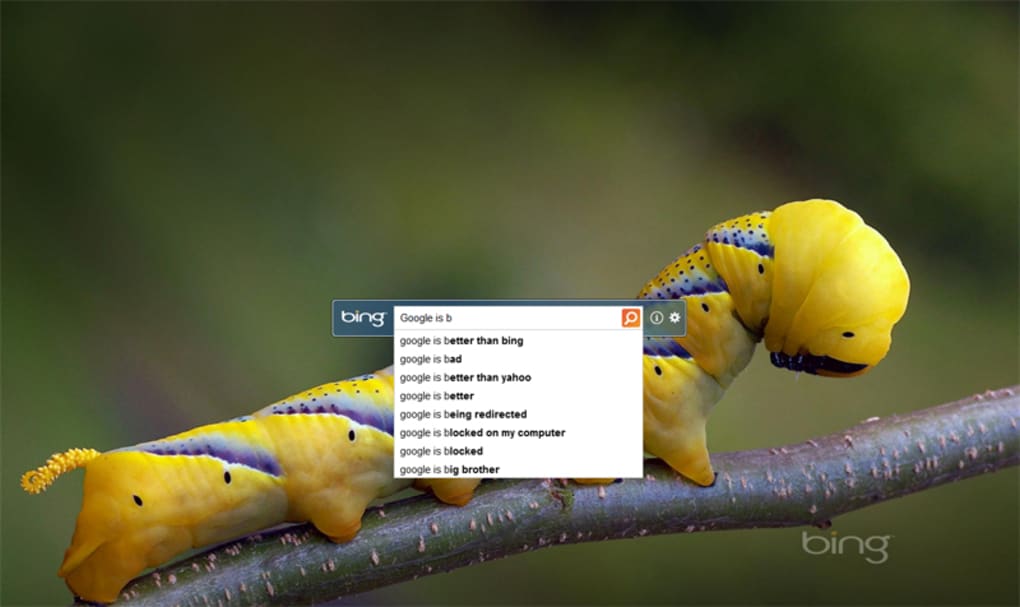 bing
Google is b
google is better than bing
google is bad
google is better than yahoo
google is better
google is being redirected
google is blocked on my computer
google is blocked
google is big brother
bing